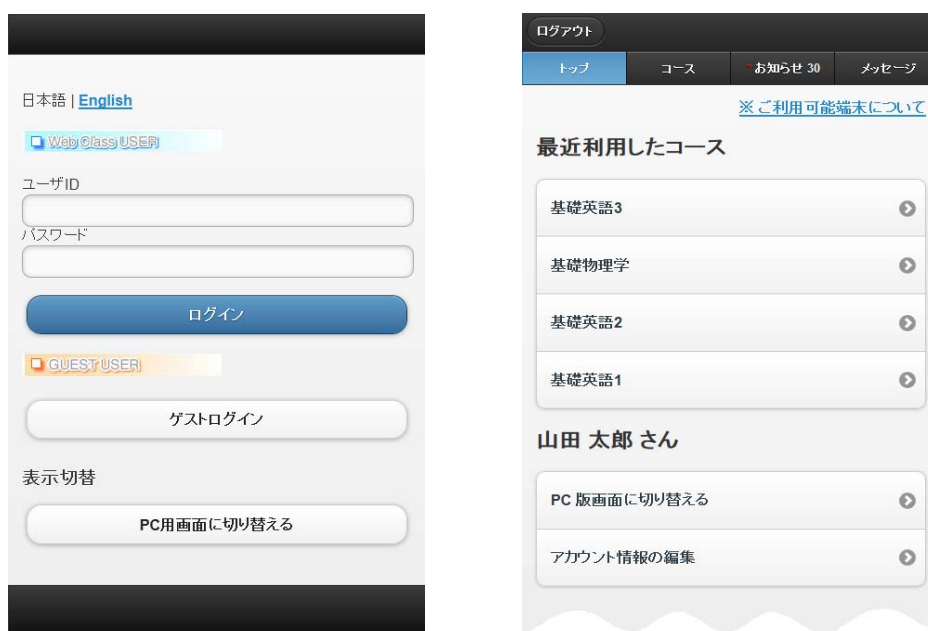 日本語 | English
Web Class USER
ユーザID
パスワード
ログイン
GUEST USER
ゲストログイン
表示切替
PC用画面に切り替える
ログアウト
トップ コース お知らせ 30 メッセージ
※ ご利用可能端末について
最近利用したコース
基礎英語3
基礎物理学
基礎英語2
基礎英語1
山田 太郎 さん
PC 版画面に切り替える
アカウント情報の編集